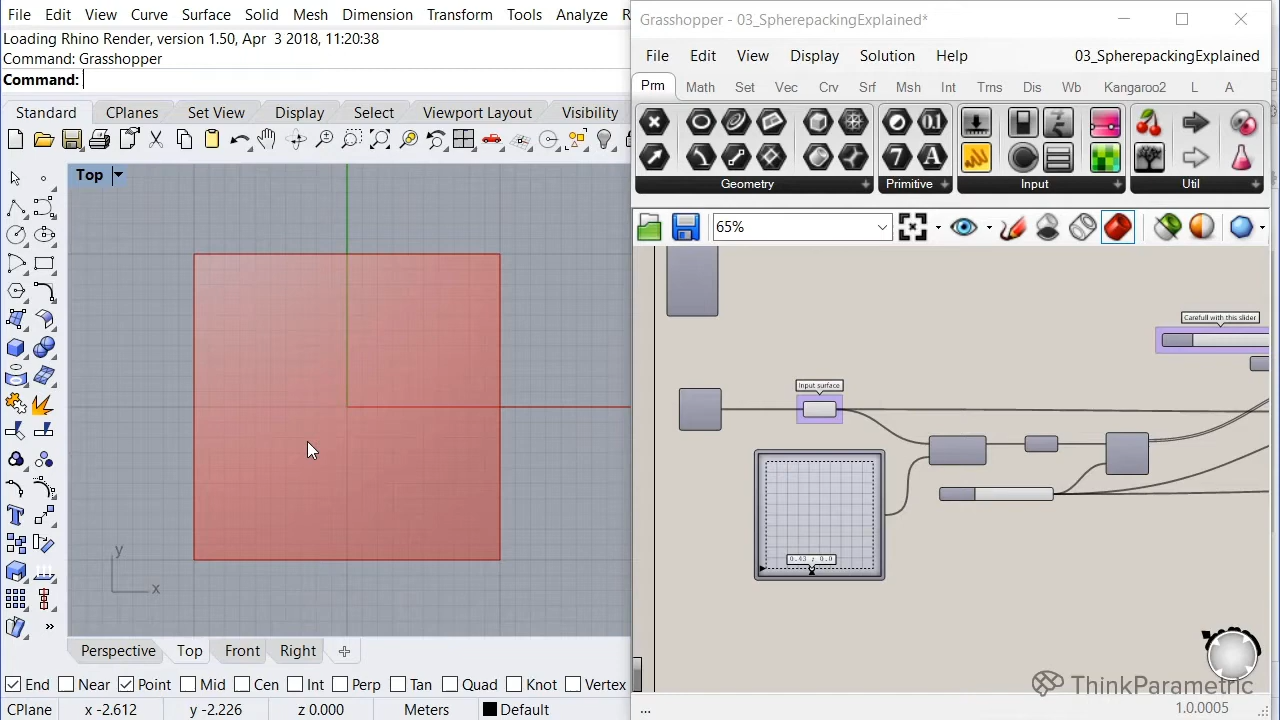 File Edit View Curve Surface Solid Mesh Dimension Transform Tools Analyze R
Loading Rhino Render, version 1.50, Apr 3 2018, 11:20:38
Command: Grasshopper
Command:
Standard CPlanes Set View Display Select Viewport Layout Visibility
Top
y
x
Perspective Top Front Right
End Near Point Mid Cen Int Perp Tan Quad Knot Vertex
CPlane x -2.612 y -2.226 z 0.000 Meters Default
Grasshopper - 03_SpherepackingExplained*
File Edit View Display Solution Help 03_SpherepackingExplained
Prm Math Set Vec Crv Srf Msh Int Trns Dis Wb Kangaroo2 L A
Geometry Primitive Input Util
65%
Carefull with this slider
Input surface
0.43 ; 0.0
ThinkParametric
... 1.0.0005